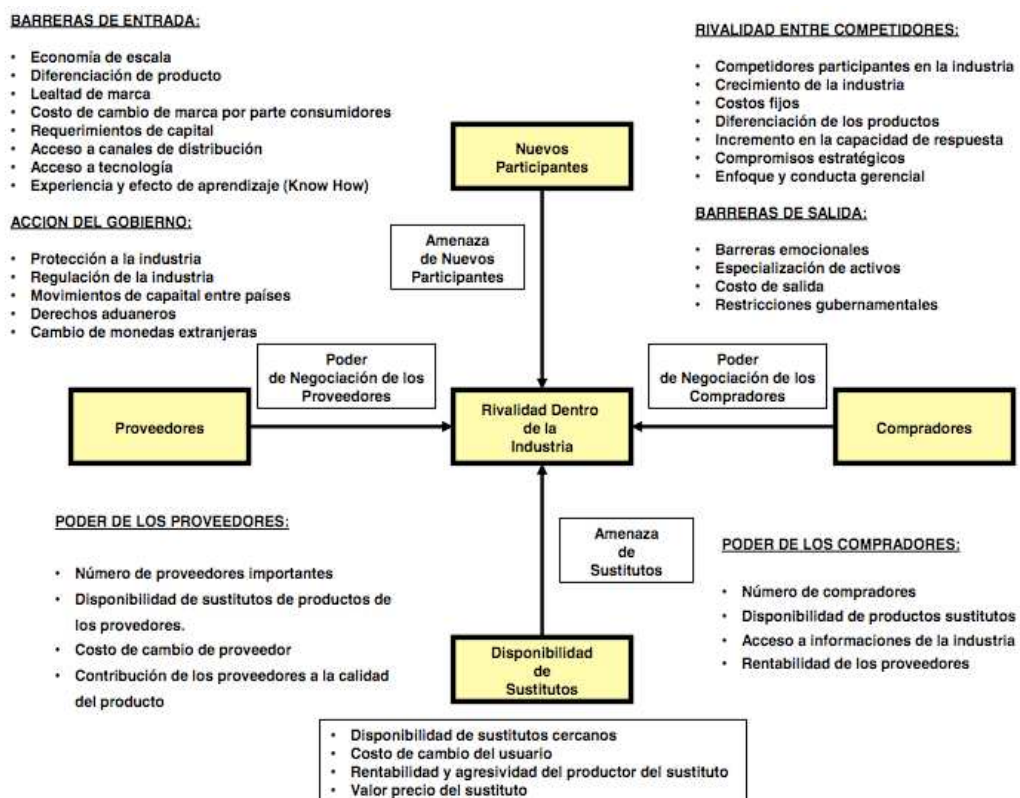 BARRERAS DE ENTRADA:
• Economía de escala
• Diferenciación de producto
• Lealtad de marca
• Costo de cambio de marca por parte consumidores
• Requerimientos de capital
• Acceso a canales de distribución
• Acceso a tecnología
• Experiencia y efecto de aprendizaje (Know How)
ACCION DEL GOBIERNO:
• Protección a la industria
• Regulación de la industria
• Movimientos de capaital entre países
• Derechos aduaneros
• Cambio de monedas extranjeras
Nuevos
Participantes
Amenaza
de Nuevos
Participantes
RIVALIDAD ENTRE COMPETIDORES:
• Competidores participantes en la industria
• Crecimiento de la industria
• Costos fijos
• Diferenciación de los productos
• Incremento en la capacidad de respuesta
• Compromisos estratégicos
• Enfoque y conducta gerencial
BARRERAS DE SALIDA:
• Barreras emocionales
• Especialización de activos
• Costo de salida
• Restricciones gubernamentales
Poder
de Negociación de los
Proveedores
Poder
de Negociación de los
Compradores
Proveedores
Rivalidad Dentro
de la
Industria
Compradores
PODER DE LOS PROVEEDORES:
• Número de proveedores importantes
• Disponibilidad de sustitutos de productos de
los provedores.
• Costo de cambio de proveedor
• Contribución de los proveedores a la calidad
del producto
Amenaza
de
Sustitutos
Disponibilidad
de
Sustitutos
PODER DE LOS COMPRADORES:
• Número de compradores
• Disponibilidad de productos sustitutos
• Acceso a informaciones de la industria
• Rentabilidad de los proveedores
• Disponibilidad de sustitutos cercanos
• Costo de cambio del usuario
• Rentabilidad y agresividad del productor del sustituto
• Valor precio del sustituto